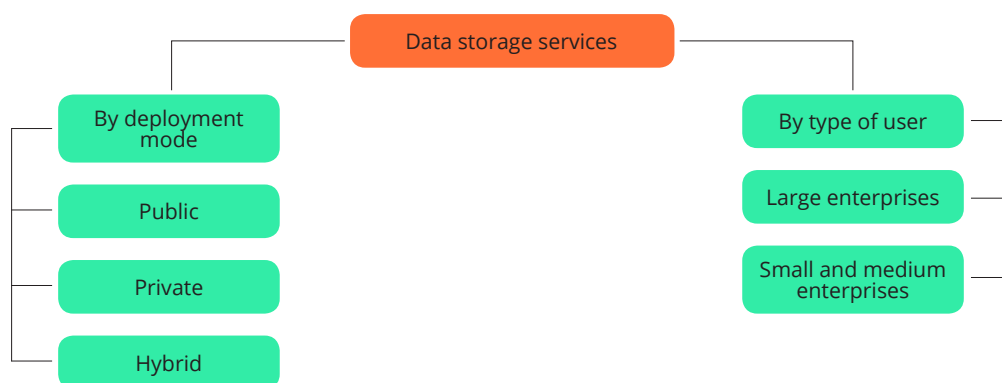 Data storage services
By deployment
mode
Public
Private
Hybrid
By type of user
Large enterprises
Small and medium
enterprises